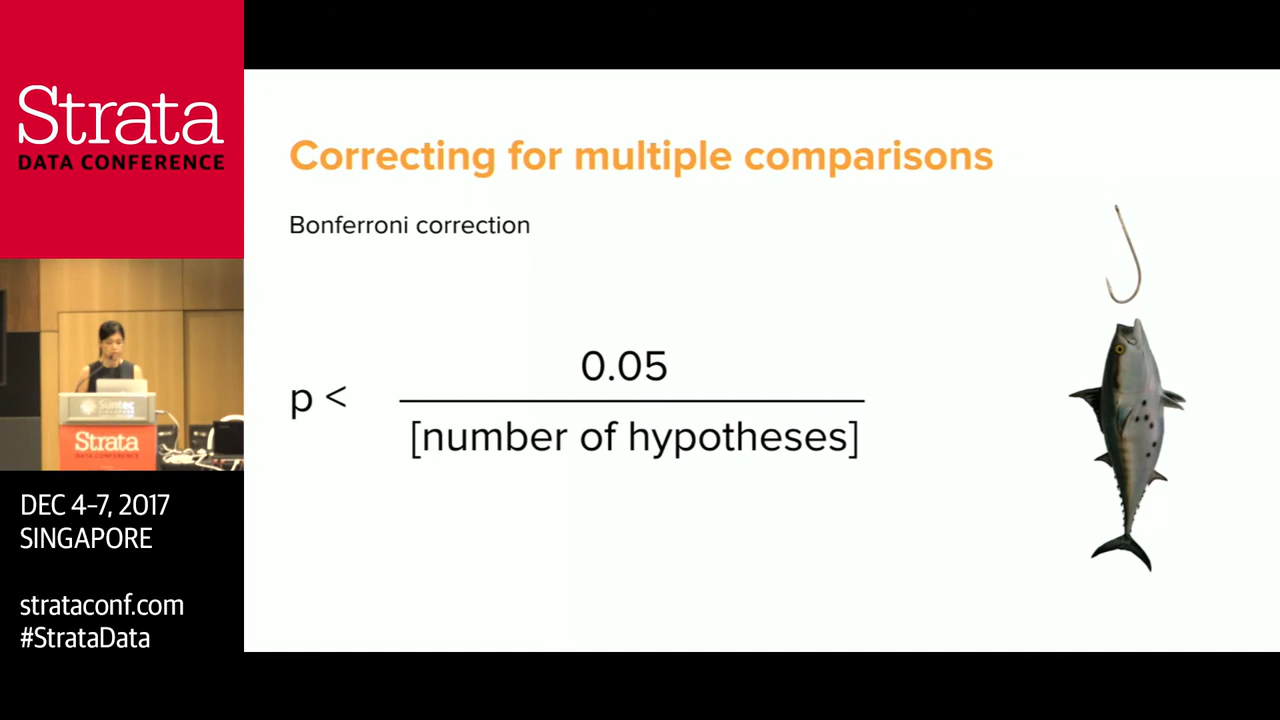 Strata
DATA CONFERENCE
Correcting for multiple comparisons
Bonferroni correction
p <
0.05
[number of hypotheses]
Suntec
Strata
DEC 4–7, 2017
SINGAPORE
strataconf.com
#StrataData